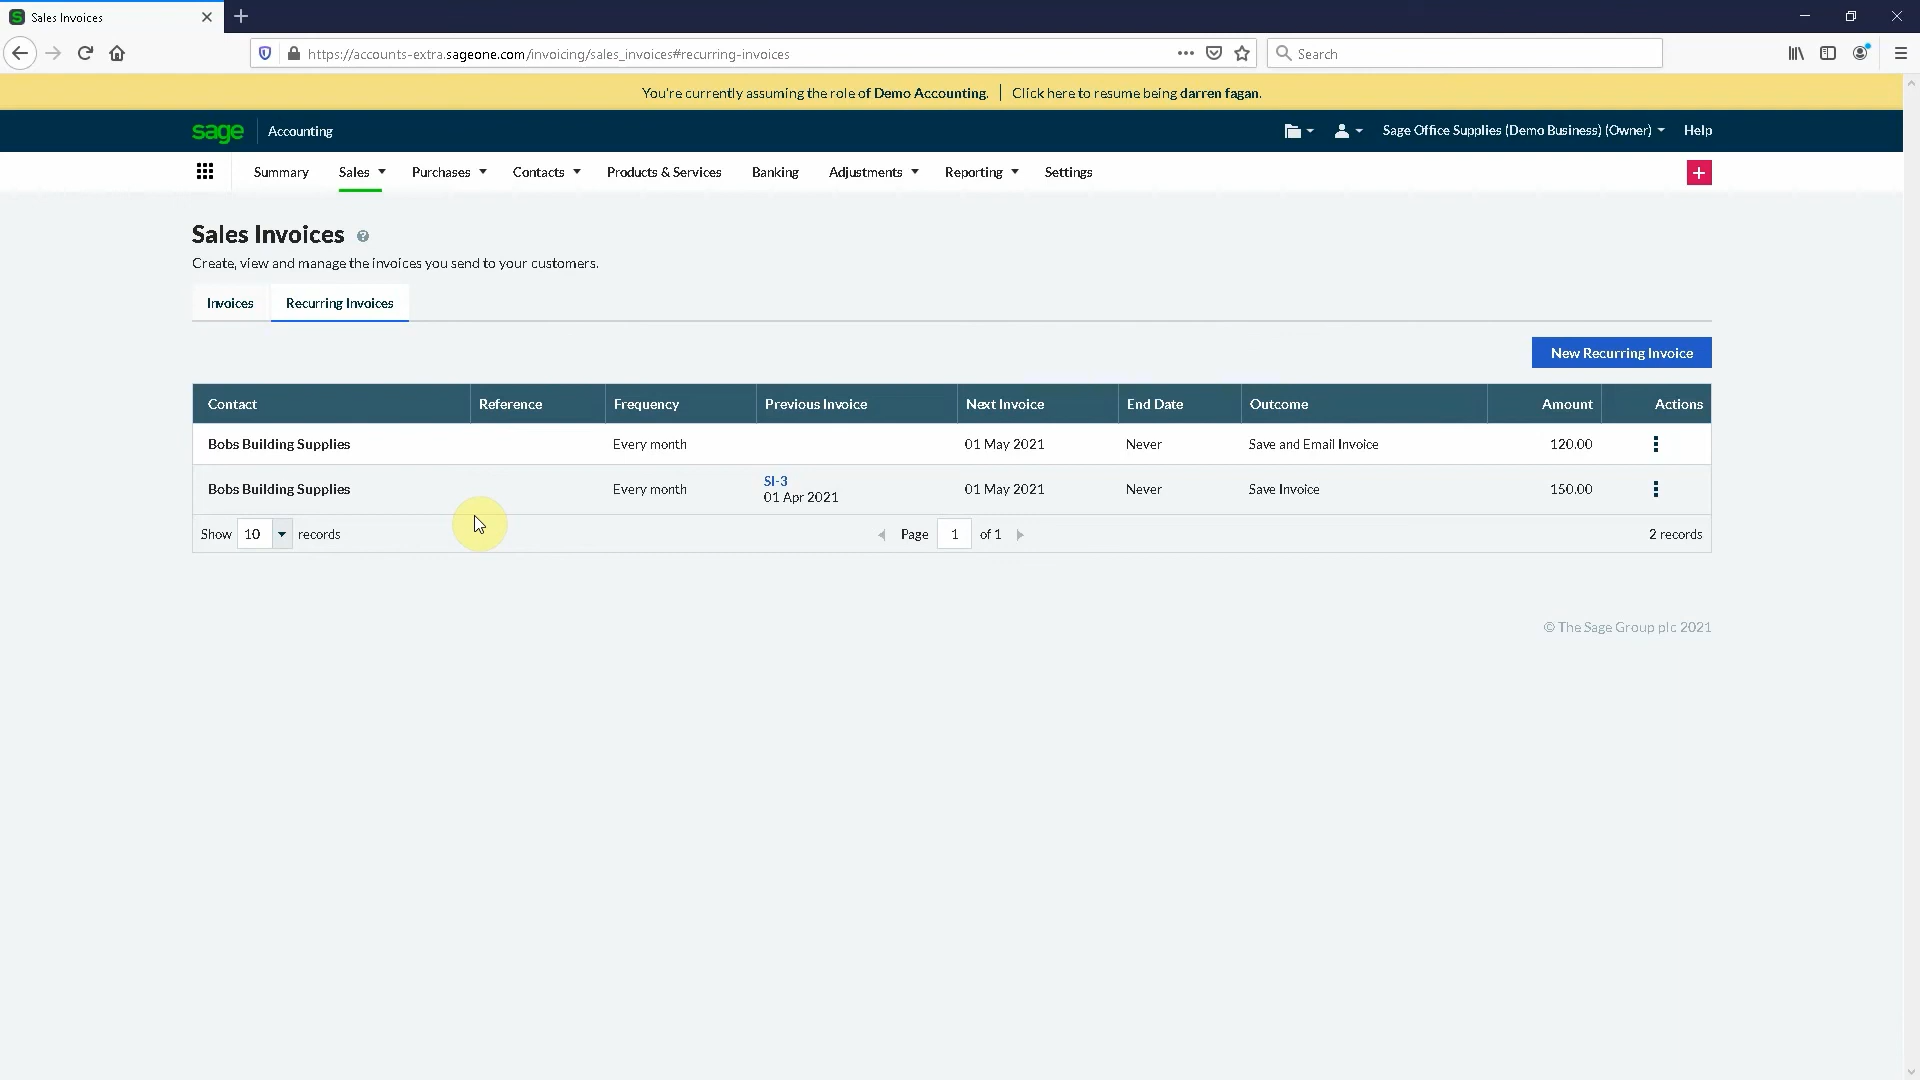 Sales Invoices
https://accounts-extra.sageone.com/invoicing/sales_invoices#recurring-invoices
Search
You're currently assuming the role of Demo Accounting. | Click here to resume being darren fagan.
sage Accounting
Sage Office Supplies (Demo Business) (Owner) Help
Summary Sales Purchases Contacts Products & Services Banking Adjustments Reporting Settings
Sales Invoices
Create, view and manage the invoices you send to your customers.
Invoices Recurring Invoices
New Recurring Invoice
Contact Reference Frequency Previous Invoice Next Invoice End Date Outcome Amount Actions
Bobs Building Supplies Every month 01 May 2021 Never Save and Email Invoice 120.00
Bobs Building Supplies Every month SI-3 01 Apr 2021 01 May 2021 Never Save Invoice 150.00
Show 10 records Page 1 of 1 2 records
© The Sage Group plc 2021